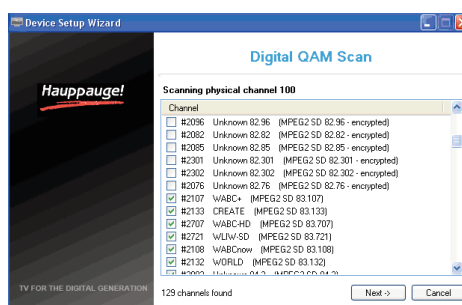 Device Setup Wizard
Digital QAM Scan
Hauppauge!
Scanning physical channel 100
Channel
#2096 Unknown 82.96 (MPEG2 SD 82.96 - encrypted)
#2082 Unknown 82.82 (MPEG2 SD 82.82 - encrypted)
#2085 Unknown 82.85 (MPEG2 SD 82.85 - encrypted)
#2301 Unknown 82.301 (MPEG2 SD 82.301 - encrypted)
#2302 Unknown 82.302 (MPEG2 SD 82.302 - encrypted)
#2076 Unknown 82.76 (MPEG2 SD 82.76 - encrypted)
#2107 WABC+ (MPEG2 SD 83.107)
#2133 CREATE (MPEG2 SD 83.133)
#2707 WABC-HD (MPEG2 SD 83.707)
#2721 WLIW-SD (MPEG2 SD 83.721)
#2108 WABCnow (MPEG2 SD 83.108)
#2132 WORLD (MPEG2 SD 83.132)
TV FOR THE DIGITAL GENERATION
129 channels found
Next ->
Cancel